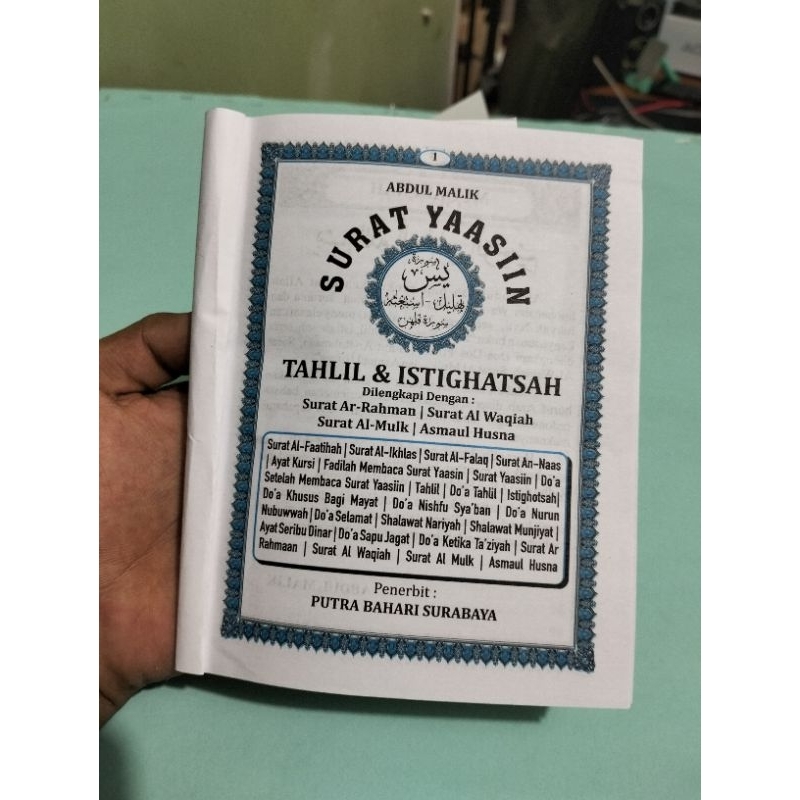 1
ABDUL MALIK
SURAT YAASIIN
سورة
يس
تهليل - استغاثة
TAHLIL & ISTIGHATSAH
Dilengkapi Dengan :
Surat Ar-Rahman | Surat Al Waqiah
Surat Al-Mulk | Asmaul Husna
Surat Al-Faatihah | Surat Al-Ikhlas | Surat Al-Falaq | Surat An-Naas
| Ayat Kursi | Fadilah Membaca Surat Yaasin | Surat Yaasiin | Do'a
Setelah Membaca Surat Yaasiin | Tahlil | Do'a Tahlil | Istighotsah|
Do'a Khusus Bagi Mayat | Do'a Nishfu Sya'ban | Do'a Nurun
Nubuwwah | Do'a Selamat | Shalawat Nariyah | Shalawat Munjiyat |
Ayat Seribu Dinar | Do'a Sapu Jagat | Do'a Ketika Ta'ziyah | Surat Ar
Rahmaan | Surat Al Waqiah | Surat Al Mulk | Asmaul Husna
Penerbit :
PUTRA BAHARI SURABAYA